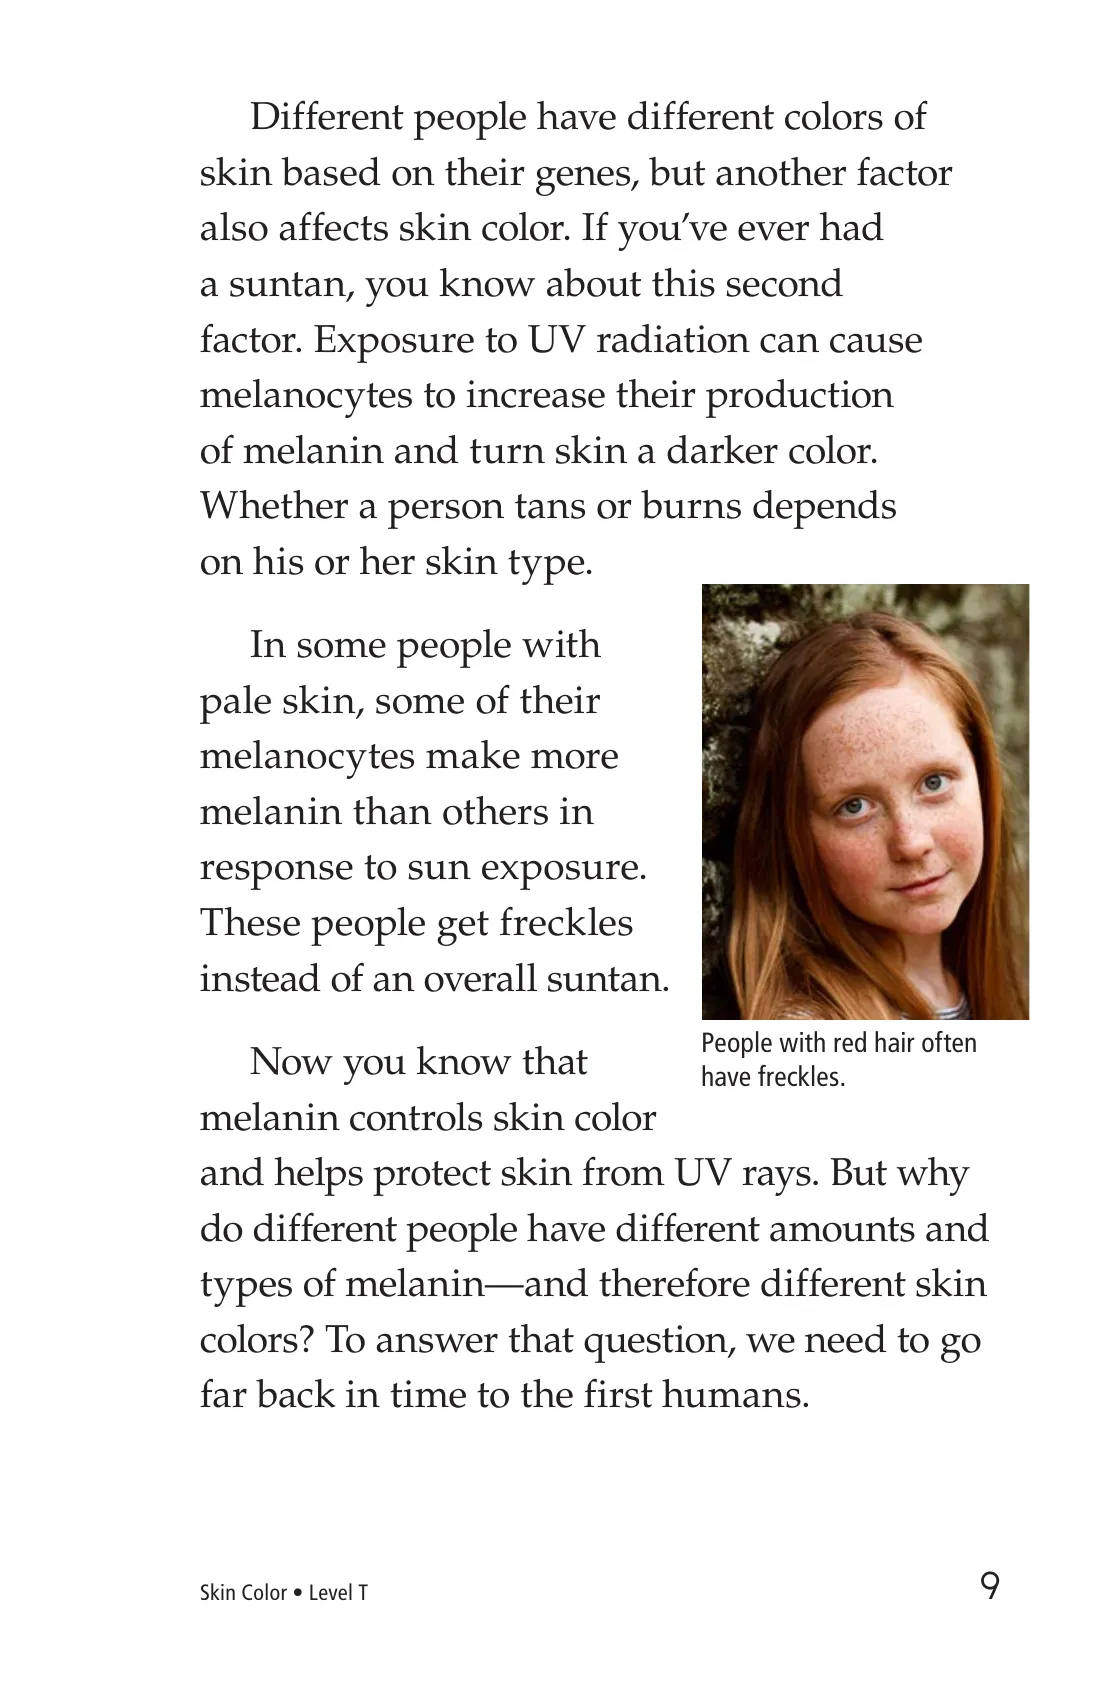 Different people have different colors of
skin based on their genes, but another factor
also affects skin color. If you’ve ever had
a suntan, you know about this second
factor. Exposure to UV radiation can cause
melanocytes to increase their production
of melanin and turn skin a darker color.
Whether a person tans or burns depends
on his or her skin type.
In some people with
pale skin, some of their
melanocytes make more
melanin than others in
response to sun exposure.
These people get freckles
instead of an overall suntan.
People with red hair often
have freckles.
Now you know that
melanin controls skin color
and helps protect skin from UV rays. But why
do different people have different amounts and
types of melanin—and therefore different skin
colors? To answer that question, we need to go
far back in time to the first humans.
Skin Color • Level T
9